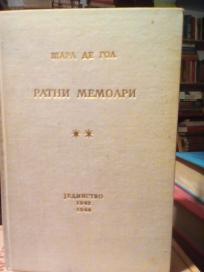 ШАРЛ ДЕ ГОЛ
РАТНИ МЕМОАРИ
ЈЕДИНСТВО
1942
1944